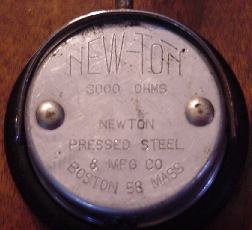 NEW-TON
3000 OHMS
NEWTON
PRESSED STEEL
& MFG CO
BOSTON 58 MASS